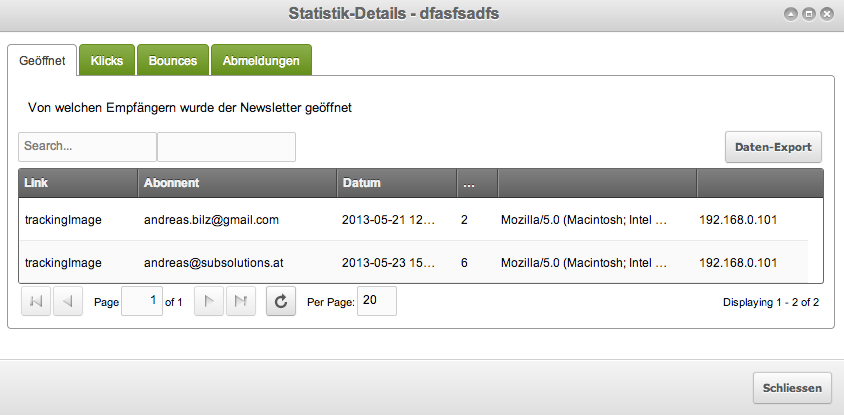 Statistik-Details - dfasfsadfs
Geöffnet Klicks Bounces Abmeldungen
Von welchen Empfängern wurde der Newsletter geöffnet
Search... Daten-Export
Link Abonnent Datum ...
trackingImage andreas.bilz@gmail.com 2013-05-21 12... 2 Mozilla/5.0 (Macintosh; Intel ... 192.168.0.101
trackingImage andreas@subsolutions.at 2013-05-23 15... 6 Mozilla/5.0 (Macintosh; Intel ... 192.168.0.101
Page 1 of 1 Per Page: 20 Displaying 1 - 2 of 2
Schliessen